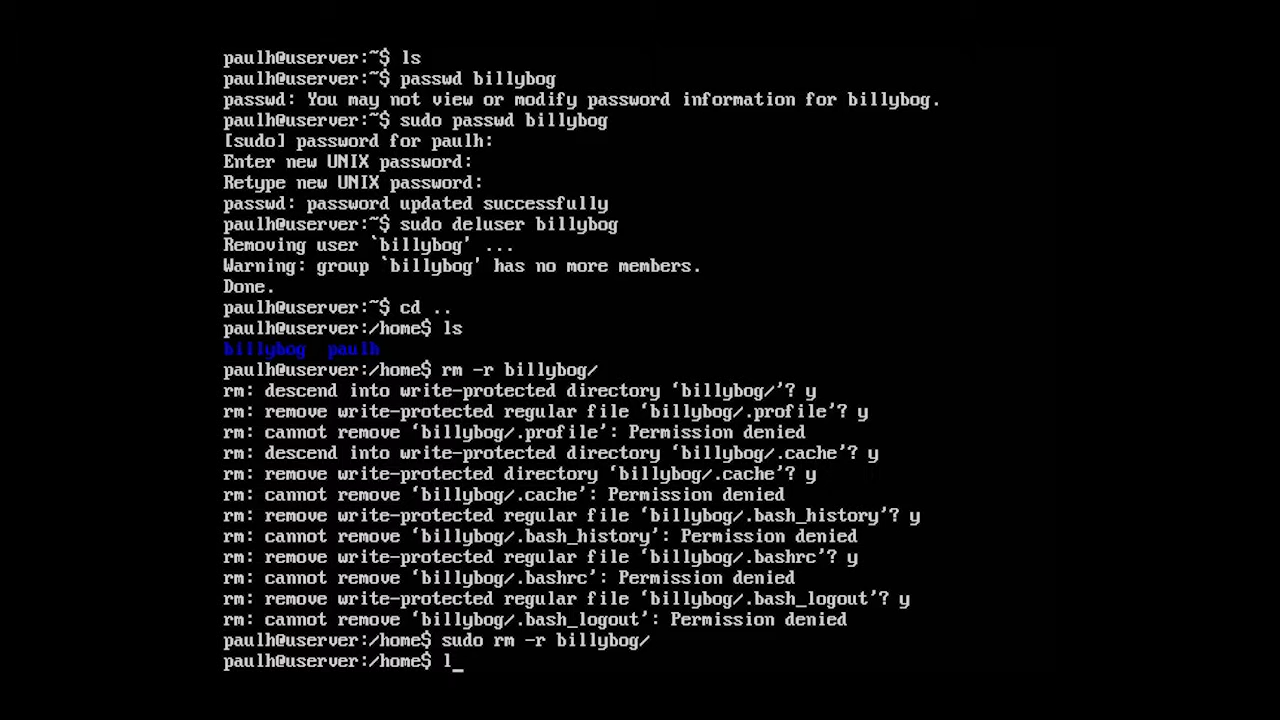 paulh@userver:~$ ls
paulh@userver:~$ passwd billybog
passwd: You may not view or modify password information for billybog.
paulh@userver:~$ sudo passwd billybog
[sudo] password for paulh:
Enter new UNIX password:
Retype new UNIX password:
passwd: password updated successfully
paulh@userver:~$ sudo deluser billybog
Removing user `billybog' ...
Warning: group `billybog' has no more members.
Done.
paulh@userver:~$ cd ..
paulh@userver:/home$ ls
billybog  paulh
paulh@userver:/home$ rm -r billybog/
rm: descend into write-protected directory ‘billybog/’? y
rm: remove write-protected regular file ‘billybog/.profile’? y
rm: cannot remove ‘billybog/.profile’: Permission denied
rm: descend into write-protected directory ‘billybog/.cache’? y
rm: remove write-protected directory ‘billybog/.cache’? y
rm: cannot remove ‘billybog/.cache’: Permission denied
rm: remove write-protected regular file ‘billybog/.bash_history’? y
rm: cannot remove ‘billybog/.bash_history’: Permission denied
rm: remove write-protected regular file ‘billybog/.bashrc’? y
rm: cannot remove ‘billybog/.bashrc’: Permission denied
rm: remove write-protected regular file ‘billybog/.bash_logout’? y
rm: cannot remove ‘billybog/.bash_logout’: Permission denied
paulh@userver:/home$ sudo rm -r billybog/
paulh@userver:/home$ l_